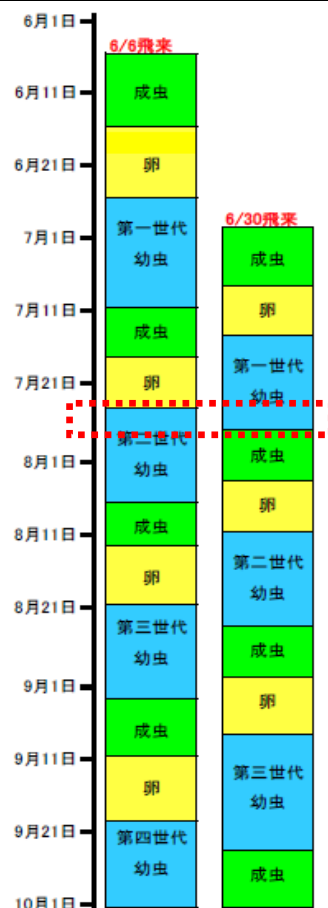 6月1日
6/6飛来
成虫
6月11日
卵
6月21日
第一世代
幼虫
7月1日
6/30飛来
成虫
7月11日
卵
成虫
第一世代
幼虫
7月21日
卵
第二世代
幼虫
8月1日
成虫
卵
8月11日
成虫
第二世代
幼虫
卵
8月21日
第三世代
幼虫
成虫
9月1日
卵
成虫
9月11日
第三世代
幼虫
卵
9月21日
第四世代
幼虫
成虫
10月1日